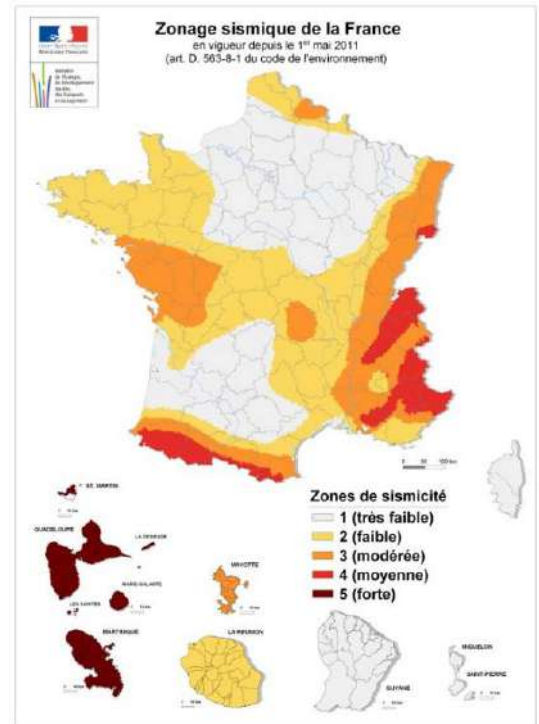 Zonage sismique de la France
en vigueur depuis le 1er mai 2011
(art. D. 563-8-1 du code de l'environnement)
Zones de sismicité
1 (très faible)
2 (faible)
3 (modérée)
4 (moyenne)
5 (forte)
ST. MARTIN
GUADELOUPE
LA DESIRADE
MARIE-GALANTE
LES SAINTES
MAYOTTE
MARTINIQUE
LA REUNION
GUYANE
MIQUELON
SAINT-PIERRE